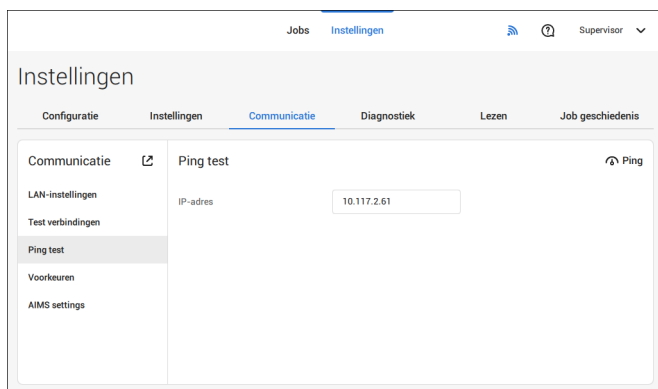 Jobs Instellingen Supervisor
Instellingen
Configuratie Instellingen Communicatie Diagnostiek Lezen Job geschiedenis
Communicatie Ping test Ping
LAN-instellingen
IP-adres 10.117.2.61
Test verbindingen
Ping test
Voorkeuren
AIMS settings